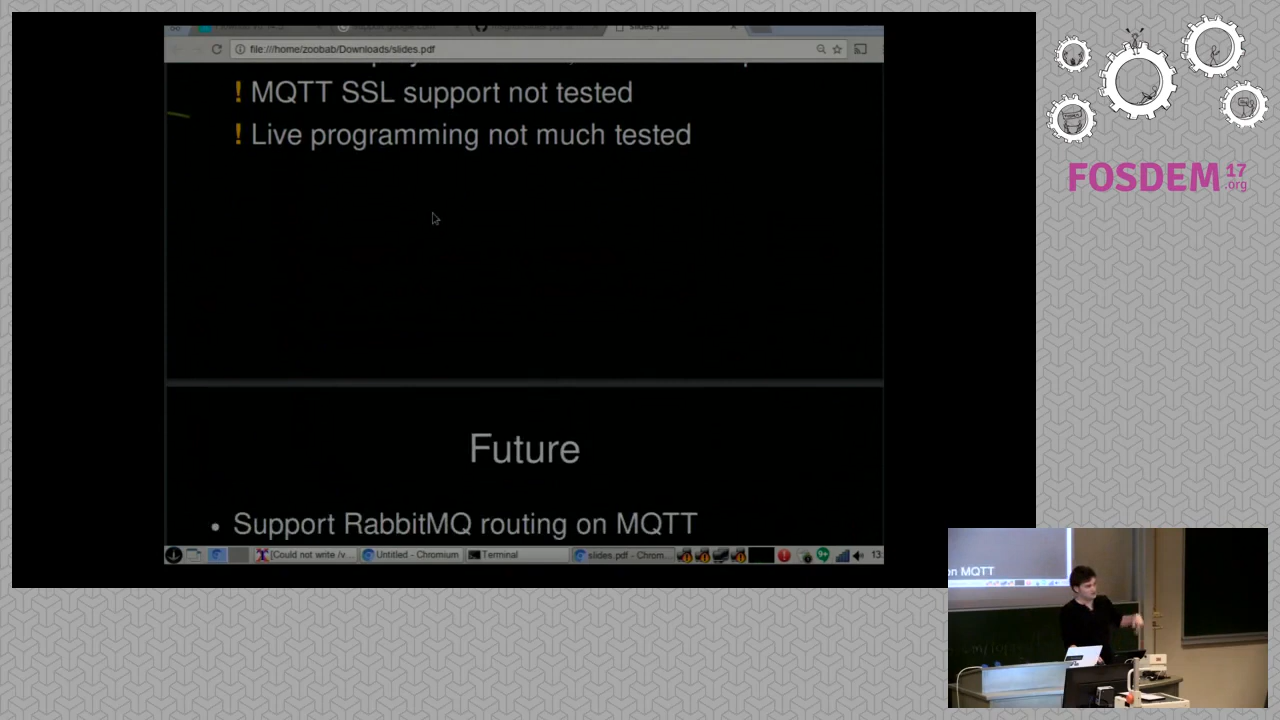 file:///home/zoobab/Downloads/slides.pdf
! MQTT SSL support not tested
! Live programming not much tested
Future
• Support RabbitMQ routing on MQTT
[Could not write /v... Untitled - Chromium Terminal slides.pdf - Chrom... 13:
FOSDEM 17 .org
on MQTT